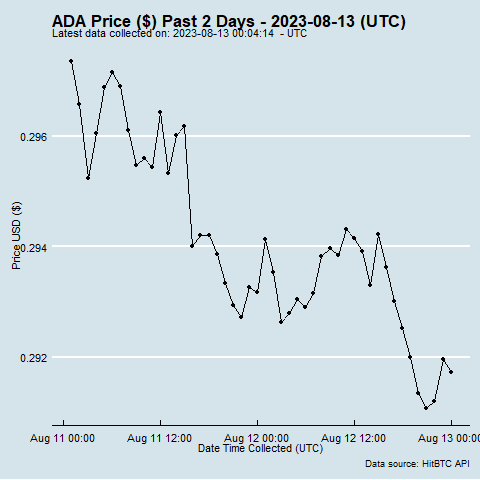 ADA Price ($) Past 2 Days - 2023-08-13 (UTC)
Latest data collected on: 2023-08-13 00:04:14 - UTC
0.296
0.294
0.292
Price USD ($)
Aug 11 00:00 Aug 11 12:00 Aug 12 00:00 Aug 12 12:00 Aug 13 00:00
Date Time Collected (UTC)
Data source: HitBTC API